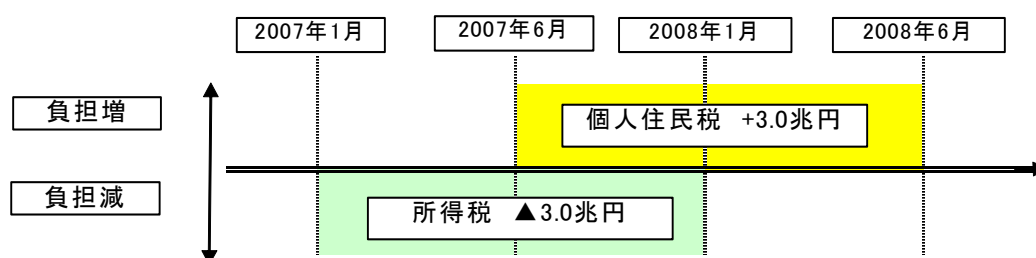 2007年1月
2007年6月
2008年1月
2008年6月
負担増
個人住民税 +3.0兆円
負担減
所得税 ▲3.0兆円